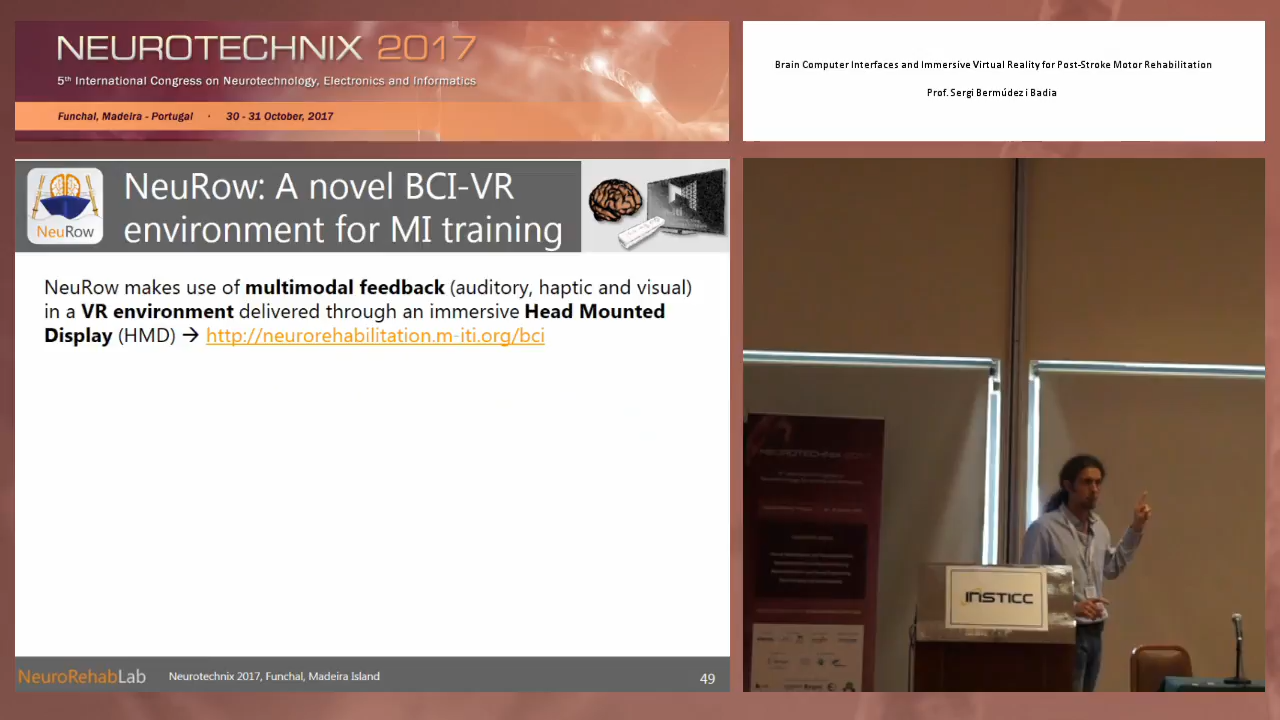 NEUROTECHNIX 2017
5th International Congress on Neurotechnology, Electronics and Informatics
Funchal, Madeira - Portugal · 30 - 31 October, 2017
Brain Computer Interfaces and Immersive Virtual Reality for Post-Stroke Motor Rehabilitation
Prof. Sergi Bermúdez i Badia
NeuRow
NeuRow: A novel BCI-VR
environment for MI training
NeuRow makes use of multimodal feedback (auditory, haptic and visual)
in a VR environment delivered through an immersive Head Mounted
Display (HMD) → http://neurorehabilitation.m-iti.org/bci
NeuroRehabLab Neurotechnix 2017, Funchal, Madeira Island 49
NEUROTECHNIX 2017
INSTICC